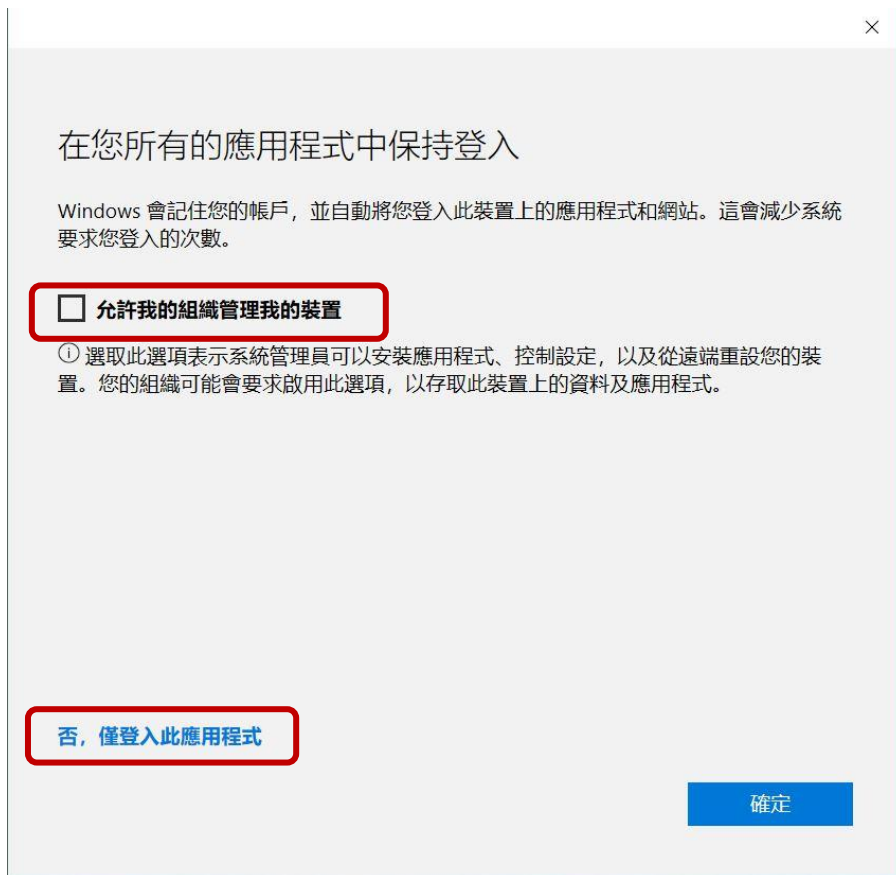 在您所有的應用程式中保持登入
Windows 會記住您的帳戶，並自動將您登入此裝置上的應用程式和網站。這會減少系統
要求您登入的次數。
允許我的組織管理我的裝置
選取此選項表示系統管理員可以安裝應用程式、控制設定，以及從遠端重設您的裝
置。您的組織可能會要求啟用此選項，以存取此裝置上的資料及應用程式。
否，僅登入此應用程式
確定